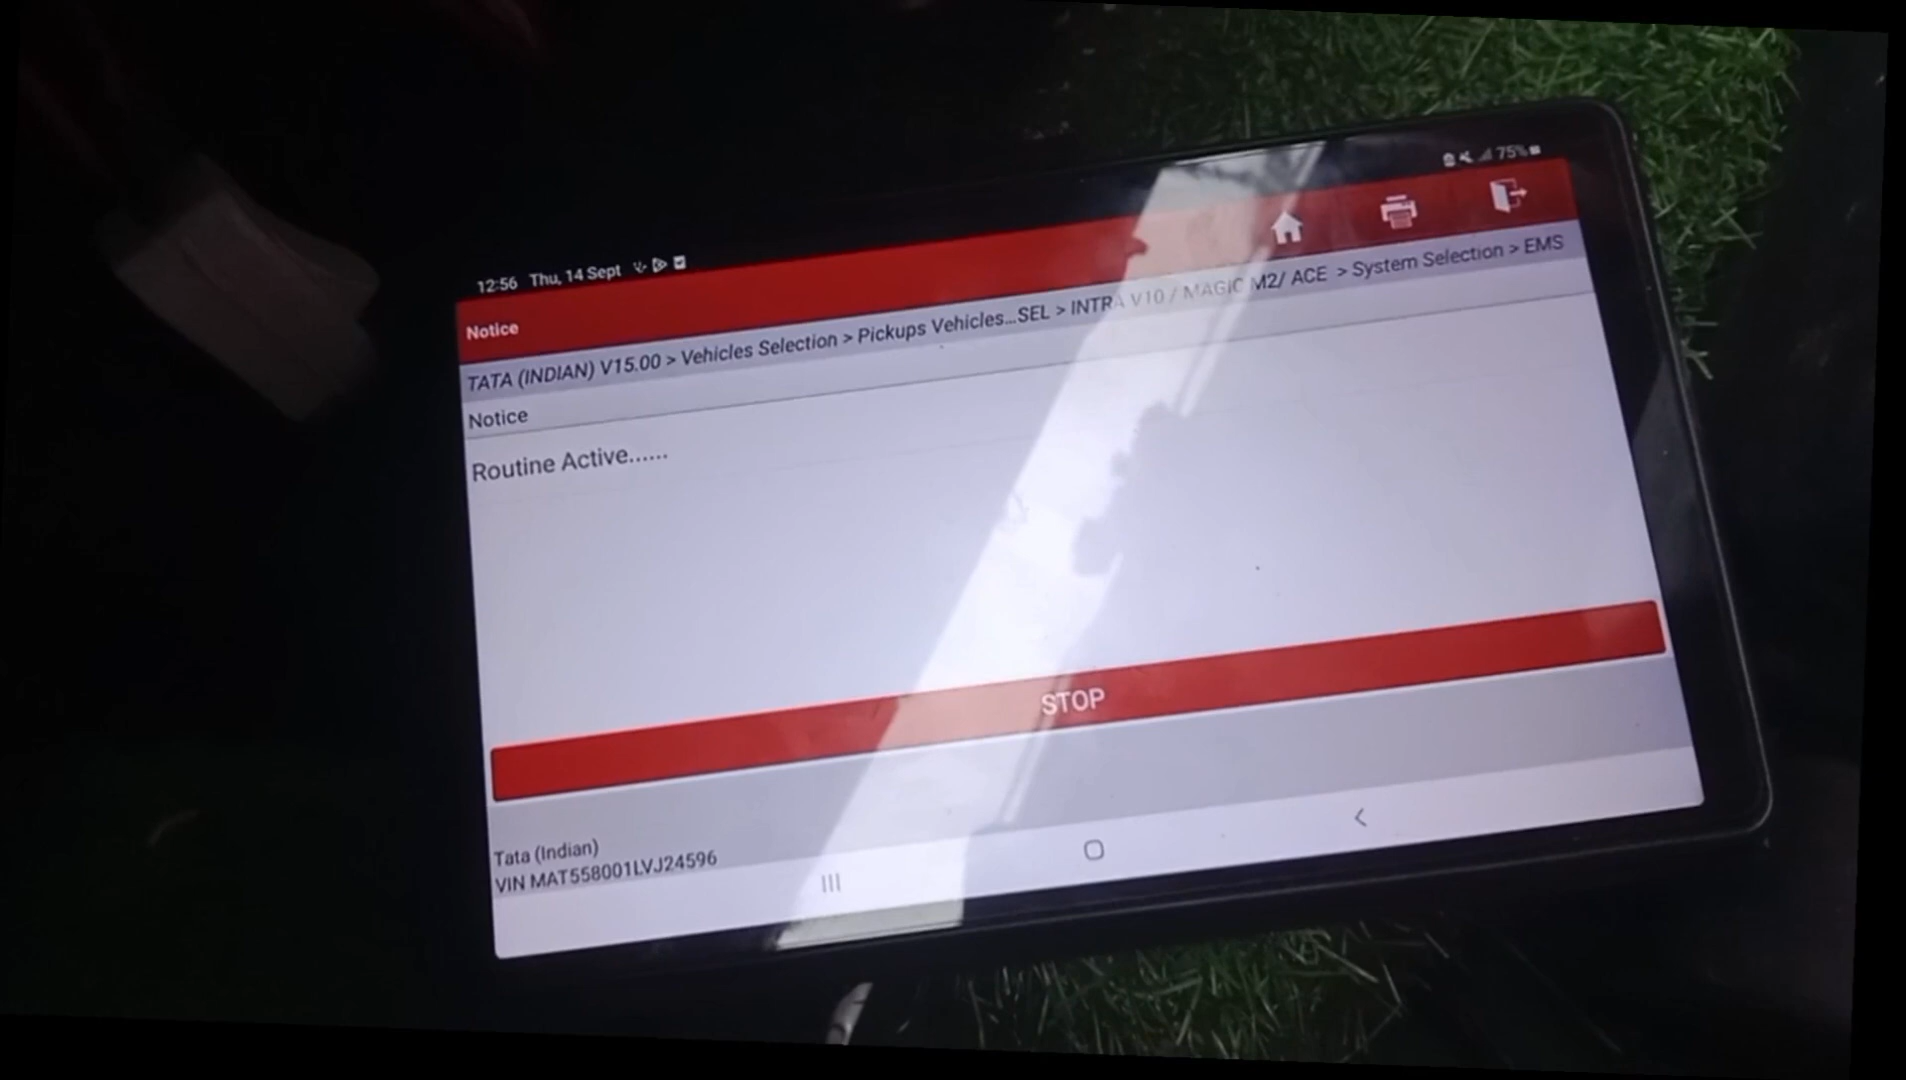 12:56 Thu, 14 Sept
75%
Notice
TATA (INDIAN) V15.00 > Vehicles Selection > Pickups Vehicles...SEL > INTRA V10 / MAGIC M2/ ACE > System Selection > EMS
Notice
Routine Active......
STOP
Tata (Indian)
VIN MAT558001LVJ24596